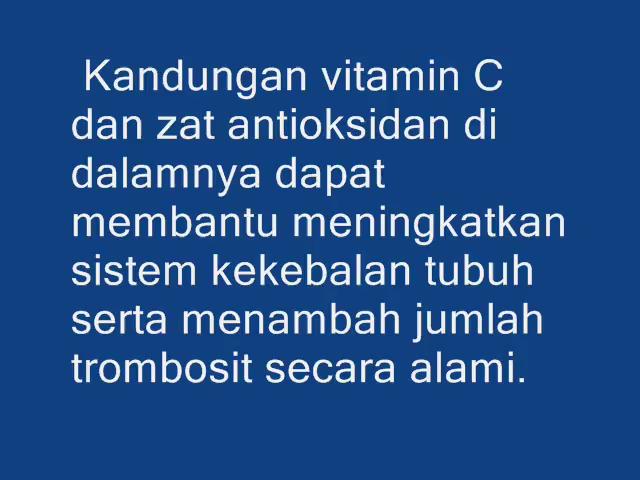 Kandungan vitamin C
dan zat antioksidan di
dalamnya dapat
membantu meningkatkan
sistem kekebalan tubuh
serta menambah jumlah
trombosit secara alami.